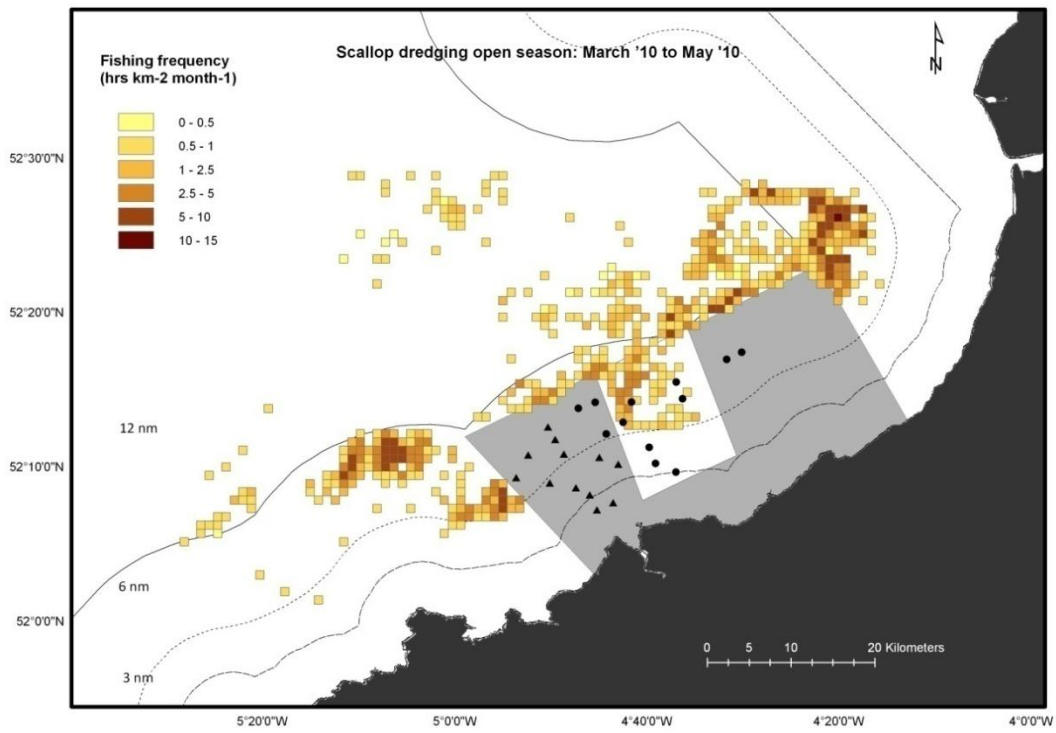 Scallop dredging open season: March '10 to May '10
N
Fishing frequency
(hrs km-2 month-1)
0 - 0.5
0.5 - 1
1 - 2.5
2.5 - 5
5 - 10
10 - 15
52°30'0"N
52°20'0"N
52°10'0"N
52°0'0"N
12 nm
6 nm
3 nm
0 5 10 20 Kilometers
5°20'0"W 5°0'0"W 4°40'0"W 4°20'0"W 4°0'0"W